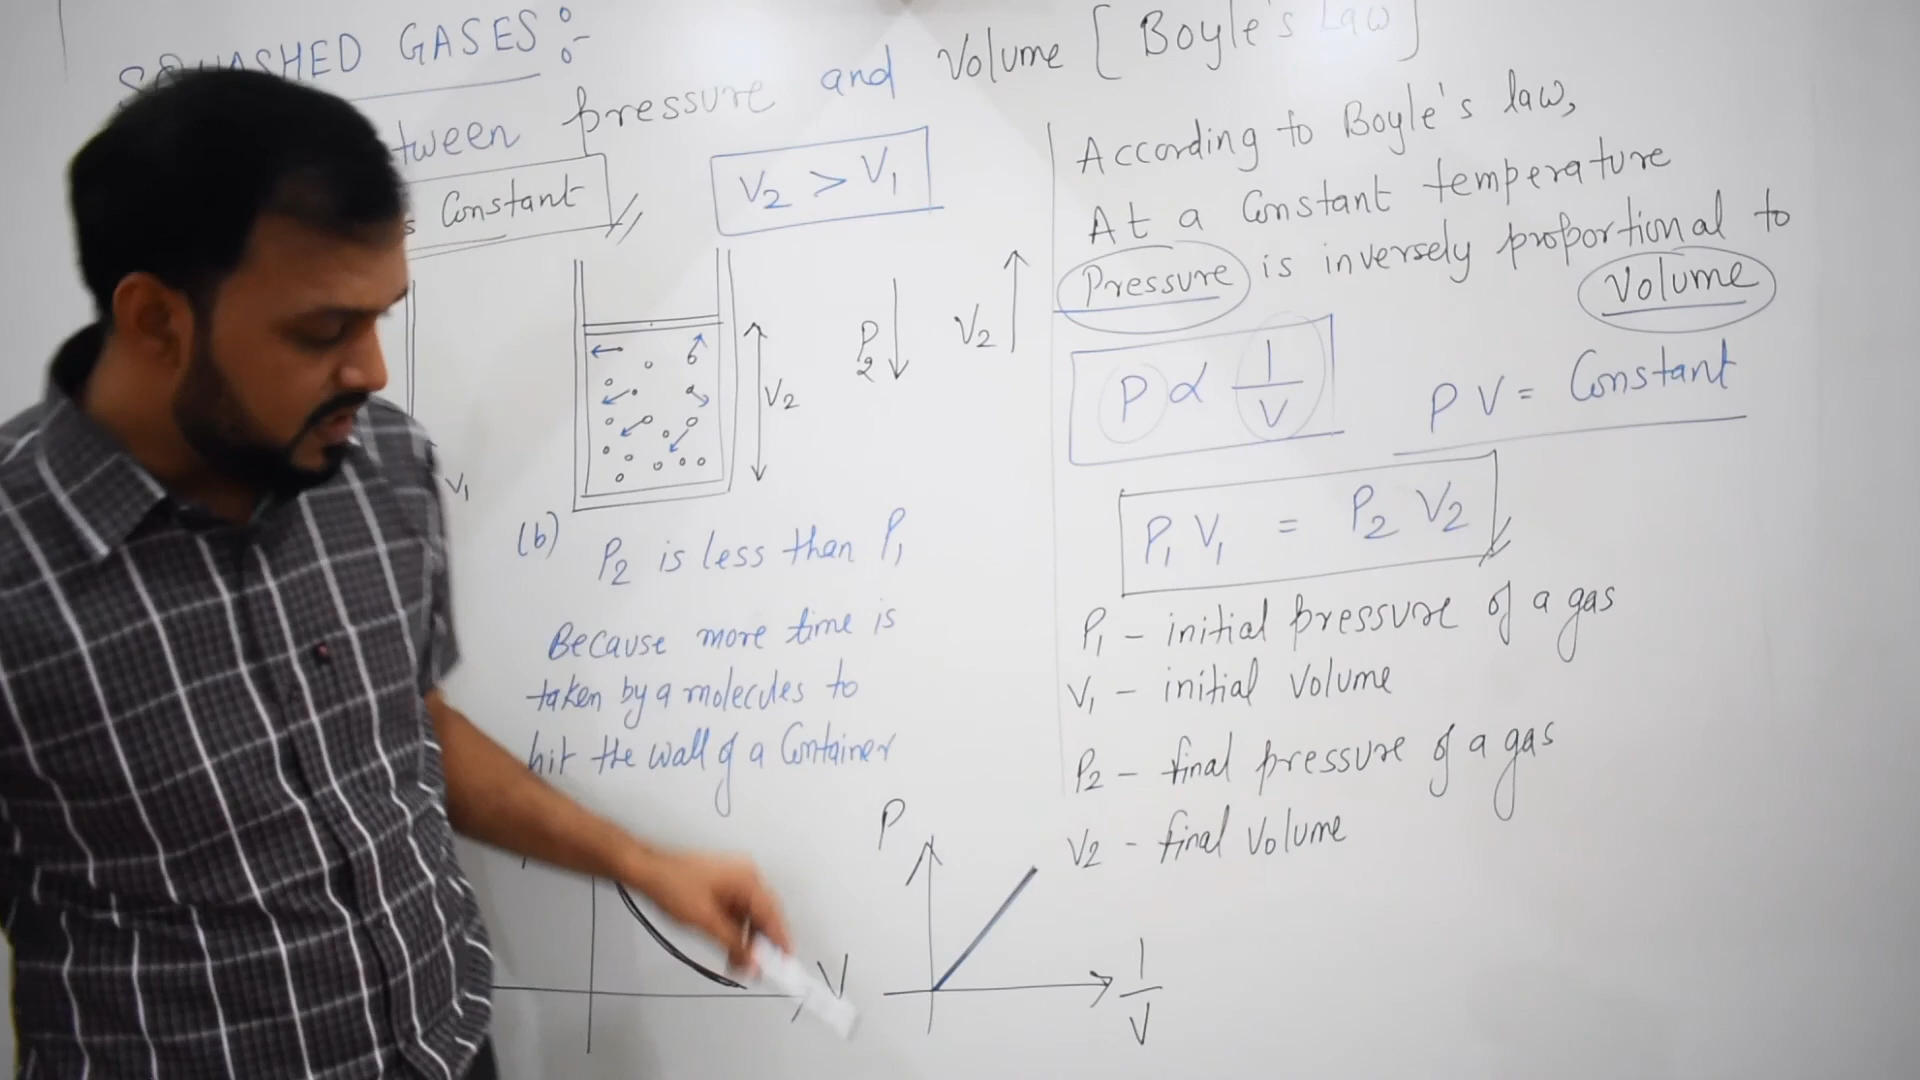 SQUASHED GASES :-
tween pressure and Volume [ Boyle's Law ]
s Constant
V2 > V1
V1
V2
P2 ↓ V2 ↑
(b) P2 is less than P1
Because more time is
taken by a molecules to
hit the wall of a Container
V
According to Boyle's law,
At a Constant temperature
Pressure is inversely proportional to
Volume
P ∝ 1/V
PV = Constant
P1 V1 = P2 V2
P1 – initial pressure of a gas
V1 – initial Volume
P2 – final pressure of a gas
V2 - final Volume
P
1/V